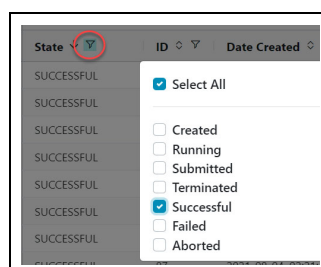 State ID Date Created
SUCCESSFUL
Select All
SUCCESSFUL
SUCCESSFUL
Created
Running
SUCCESSFUL
Submitted
SUCCESSFUL
Terminated
Successful
SUCCESSFUL
Failed
SUCCESSFUL
Aborted
SUCCESSFUL